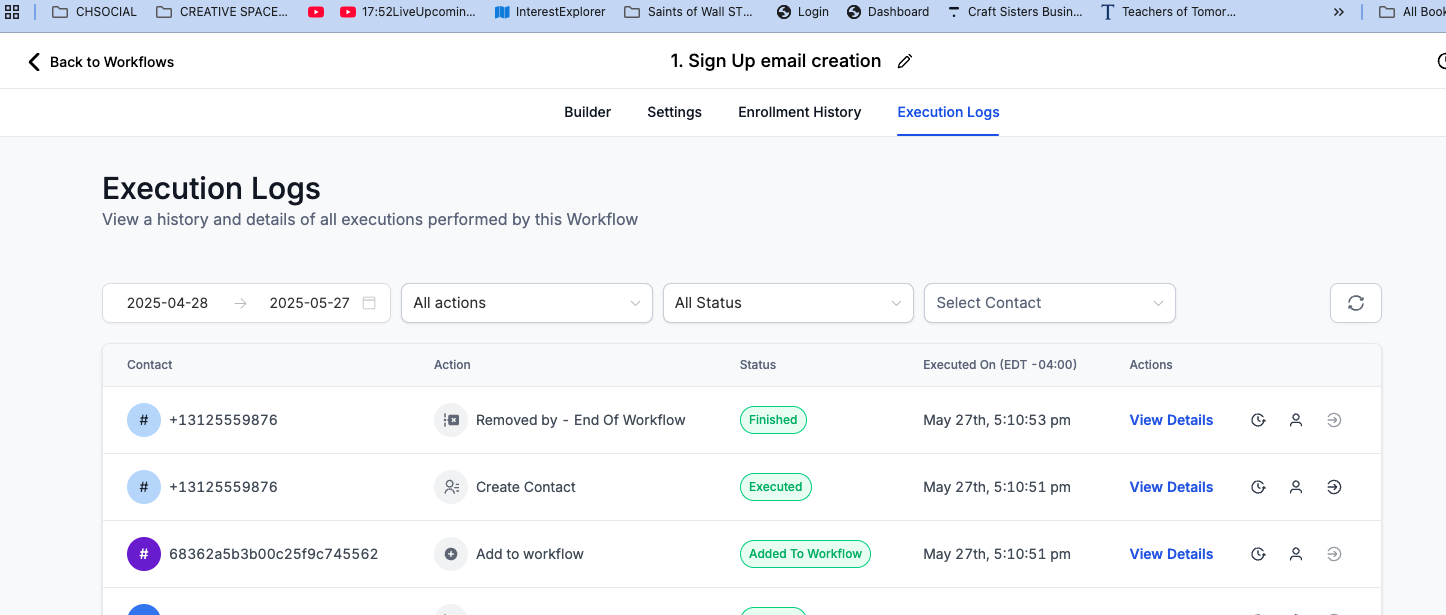 CHSOCIAL CREATIVE SPACE... 17:52LiveUpcomin... InterestExplorer Saints of Wall ST... Login Dashboard Craft Sisters Busin... Teachers of Tomor... » All Book
Back to Workflows 1. Sign Up email creation
Builder Settings Enrollment History Execution Logs
Execution Logs
View a history and details of all executions performed by this Workflow
2025-04-28 → 2025-05-27 All actions All Status Select Contact
Contact Action Status Executed On (EDT -04:00) Actions
# +13125559876 Removed by - End Of Workflow Finished May 27th, 5:10:53 pm View Details
# +13125559876 Create Contact Executed May 27th, 5:10:51 pm View Details
# 68362a5b3b00c25f9c745562 Add to workflow Added To Workflow May 27th, 5:10:51 pm View Details